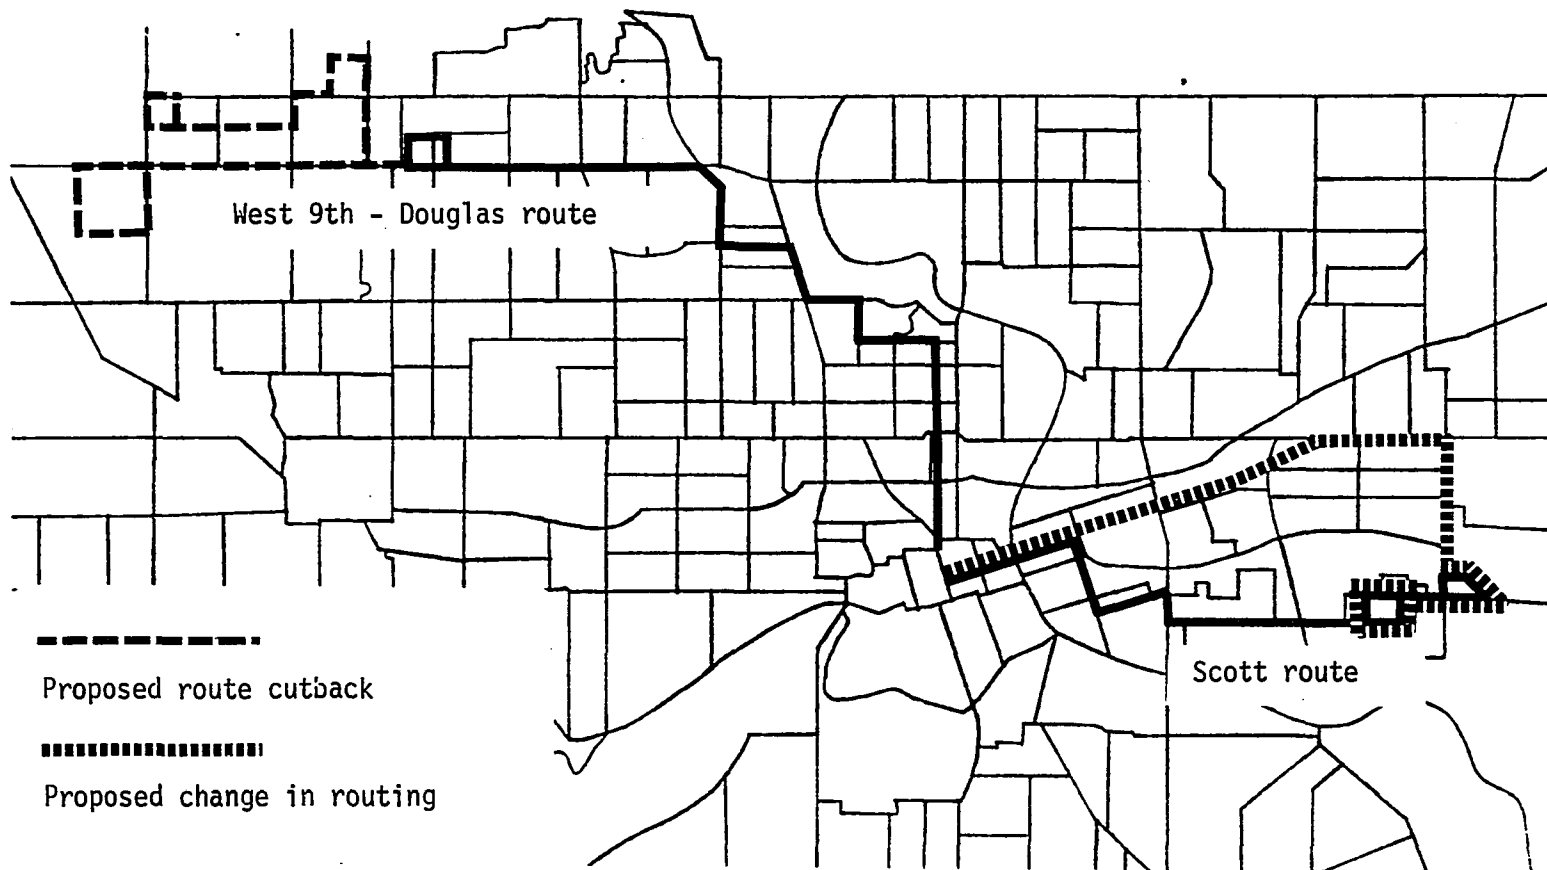 West 9th - Douglas route
Scott route
Proposed route cutback
Proposed change in routing